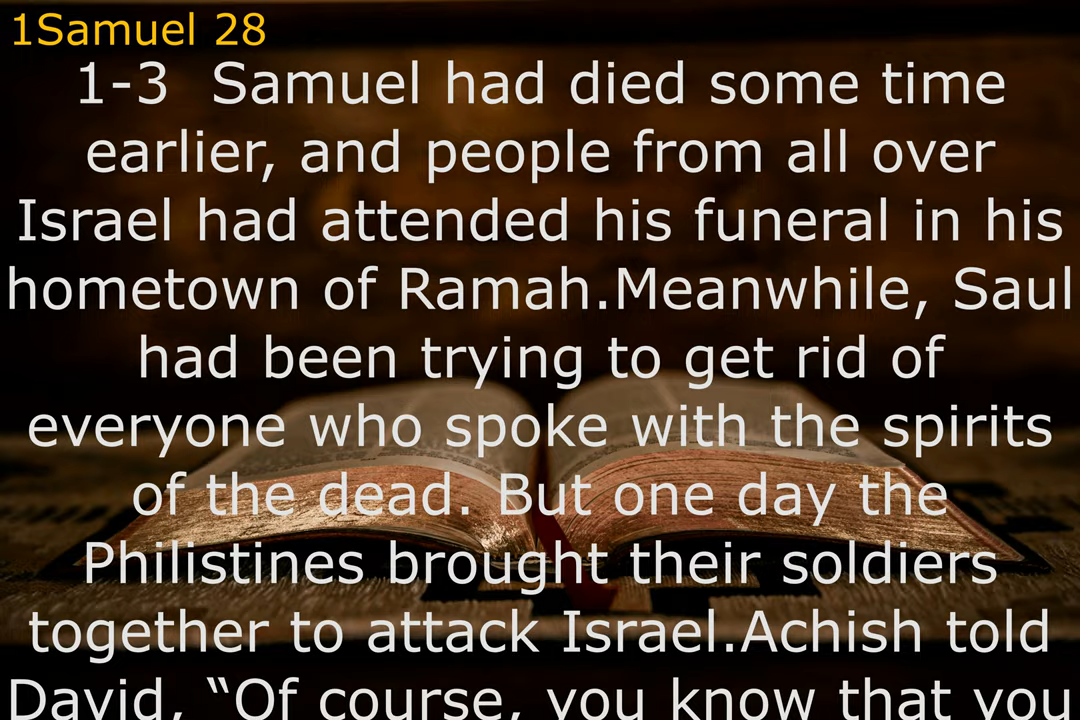 1Samuel 28
1-3  Samuel had died some time
earlier, and people from all over
Israel had attended his funeral in his
hometown of Ramah.Meanwhile, Saul
had been trying to get rid of
everyone who spoke with the spirits
of the dead. But one day the
Philistines brought their soldiers
together to attack Israel.Achish told
David, “Of course, you know that you